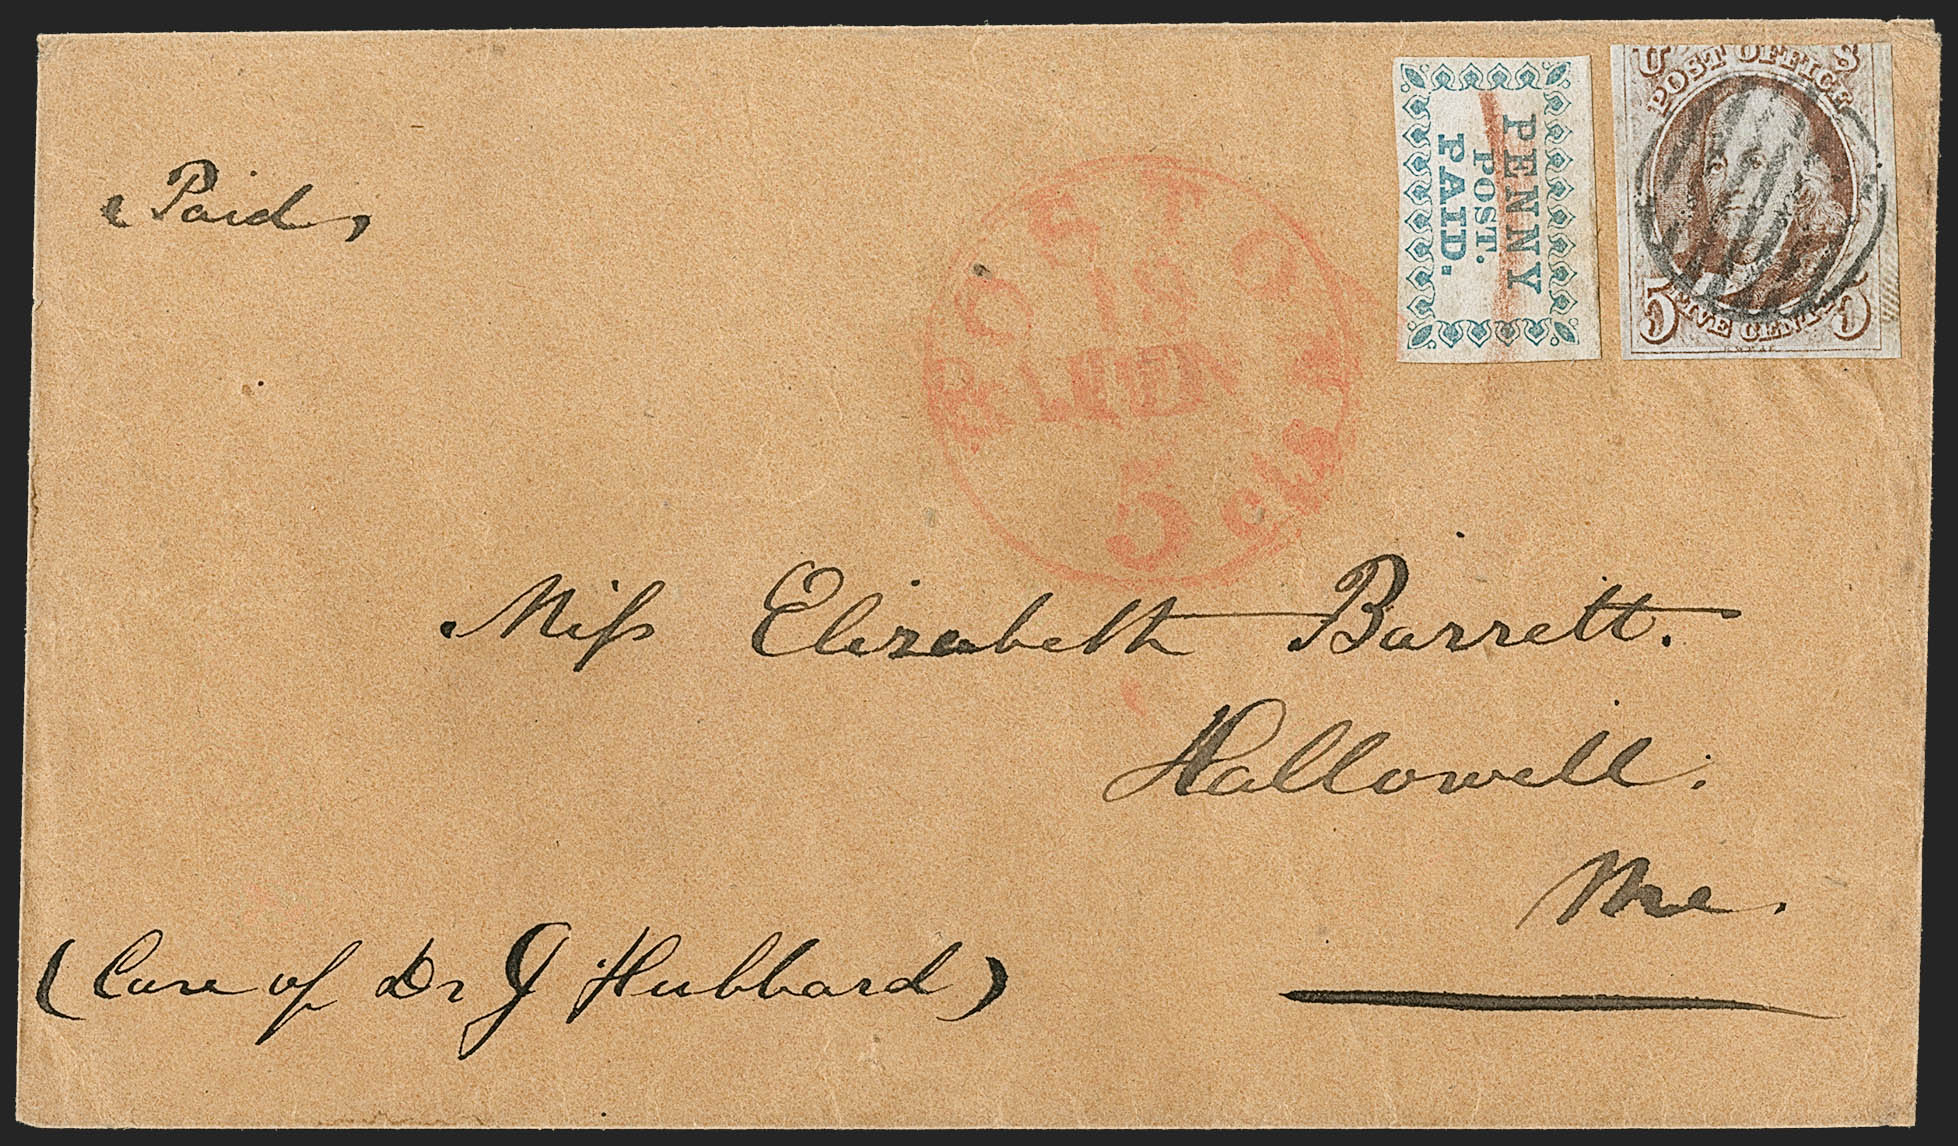 Paid,
PENNY
POST.
PAID.
U S
POST OFFICE
FIVE CENTS
5 5
BOSTON
18
5 cts
Miss Elizabeth Barrett.
Hallowell.
Me.
(Care of Dr J Hubbard)